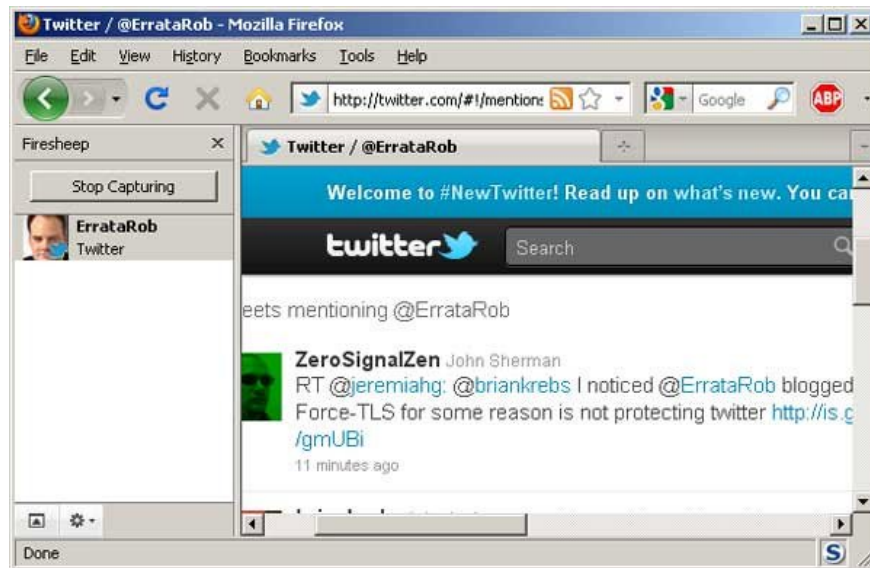 Twitter / @ErrataRob - Mozilla Firefox
File Edit View History Bookmarks Tools Help
http://twitter.com/#!/mentions Google ABP
Firesheep Twitter / @ErrataRob
Stop Capturing
ErrataRob
Twitter
Welcome to #NewTwitter! Read up on what's new. You can
twitter Search
eets mentioning @ErrataRob
ZeroSignalZen John Sherman
RT @jeremiahg: @briankrebs I noticed @ErrataRob blogged
Force-TLS for some reason is not protecting twitter http://is.g
/gmUBi
11 minutes ago
Done S